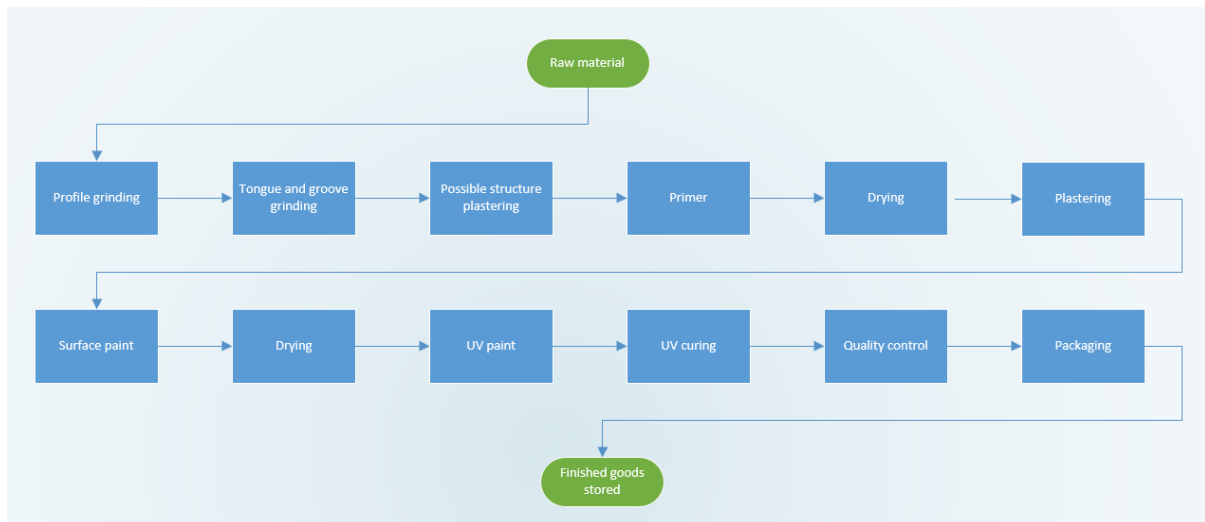 Raw material
Profile grinding
Tongue and groove
grinding
Possible structure
plastering
Primer
Drying
Plastering
Surface paint
Drying
UV paint
UV curing
Quality control
Packaging
Finished goods
stored